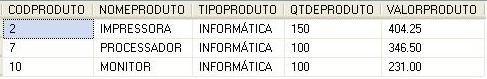 CODPRODUTO NOMEPRODUTO TIPOPRODUTO QTDEPRODUTO VALORPRODUTO
2 IMPRESSORA INFORMÁTICA 150 404.25
7 PROCESSADOR INFORMÁTICA 100 346.50
10 MONITOR INFORMÁTICA 100 231.00